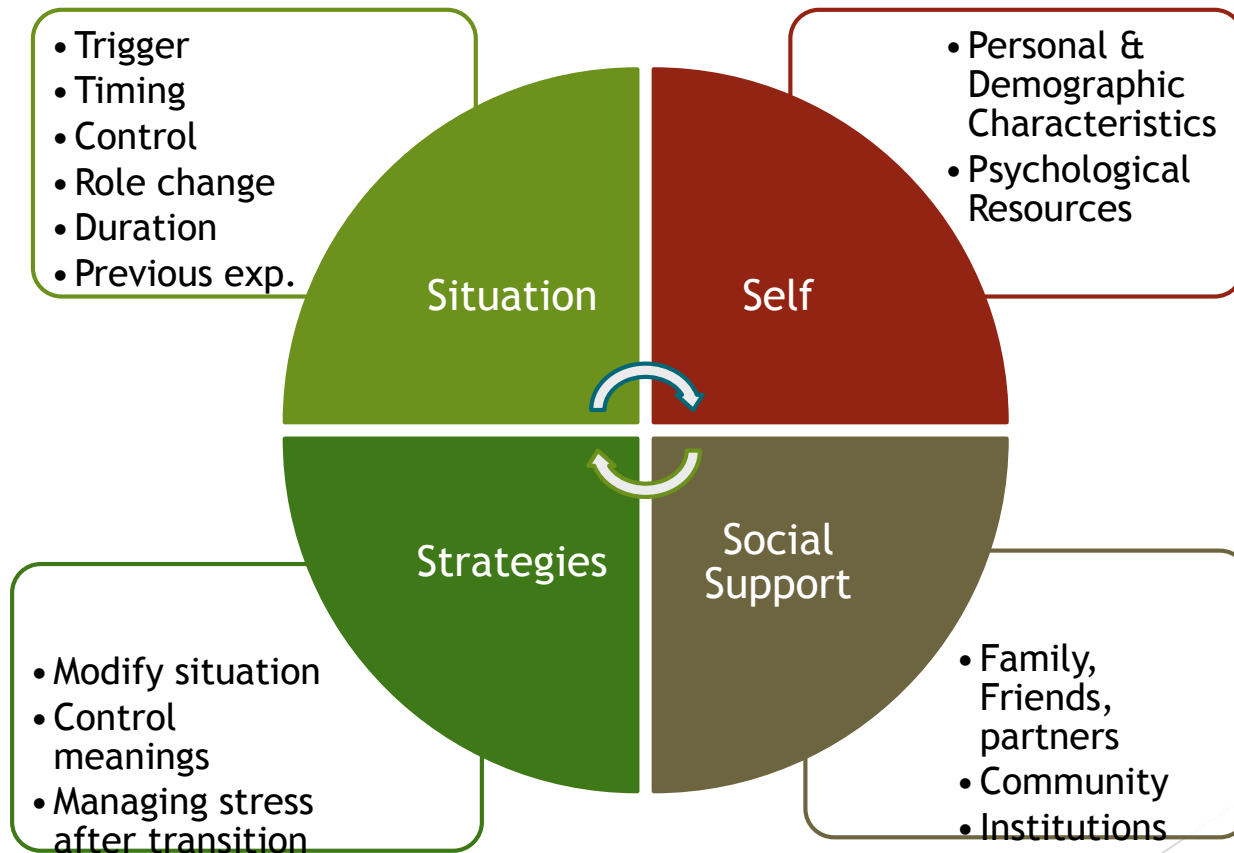 • Trigger
• Timing
• Control
• Role change
• Duration
• Previous exp.
• Personal &
Demographic
Characteristics
• Psychological
Resources
Situation
Self
Strategies
Social
Support
• Modify situation
• Control
meanings
• Managing stress
after transition
• Family,
Friends,
partners
• Community
• Institutions